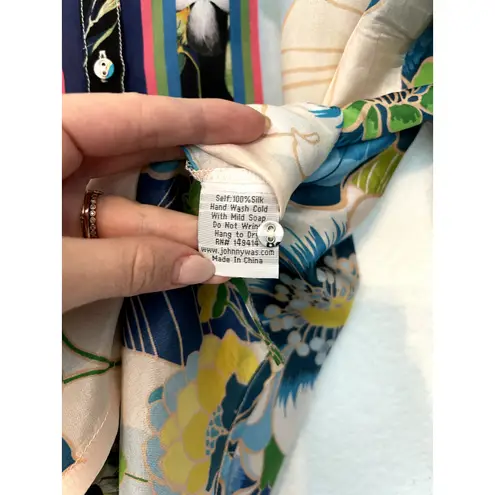 Self:100%Silk
Hand Wash Cold
With Mild Soap
Do Not Wring
Hang to Dry
RN# 149414
www.johnnywas.com
Made In China